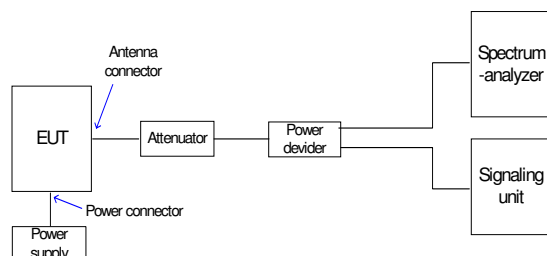 Antenna
connector
Spectrum
-analyzer
EUT
Attenuator
Power
devider
Signaling
unit
Power connector
Power
supply